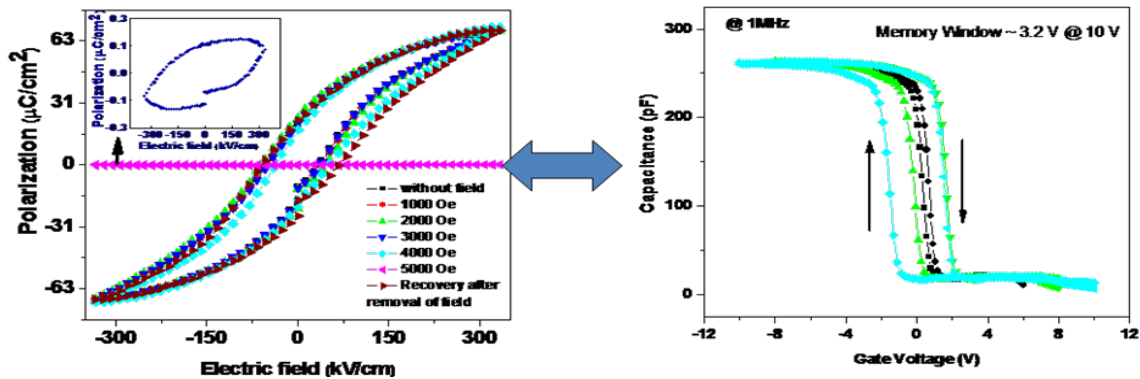 Polarization (μC/cm²)
63
31
0
-31
-63
-300
-150
0
150
300
Electric field (kV/cm)
Polarization (μC/cm2)
0.3
0.1
0.0
-0.1
-0.3
-300
-150
0
150
300
Electric field (kV/cm)
without field
1000 Oe
2000 Oe
3000 Oe
4000 Oe
5000 Oe
Recovery after
removal of field
@ 1MHz
Memory Window ~ 3.2 V @ 10 V
Capacitance (pF)
300
200
100
0
-12
-8
-4
0
4
8
12
Gate Voltage (V)